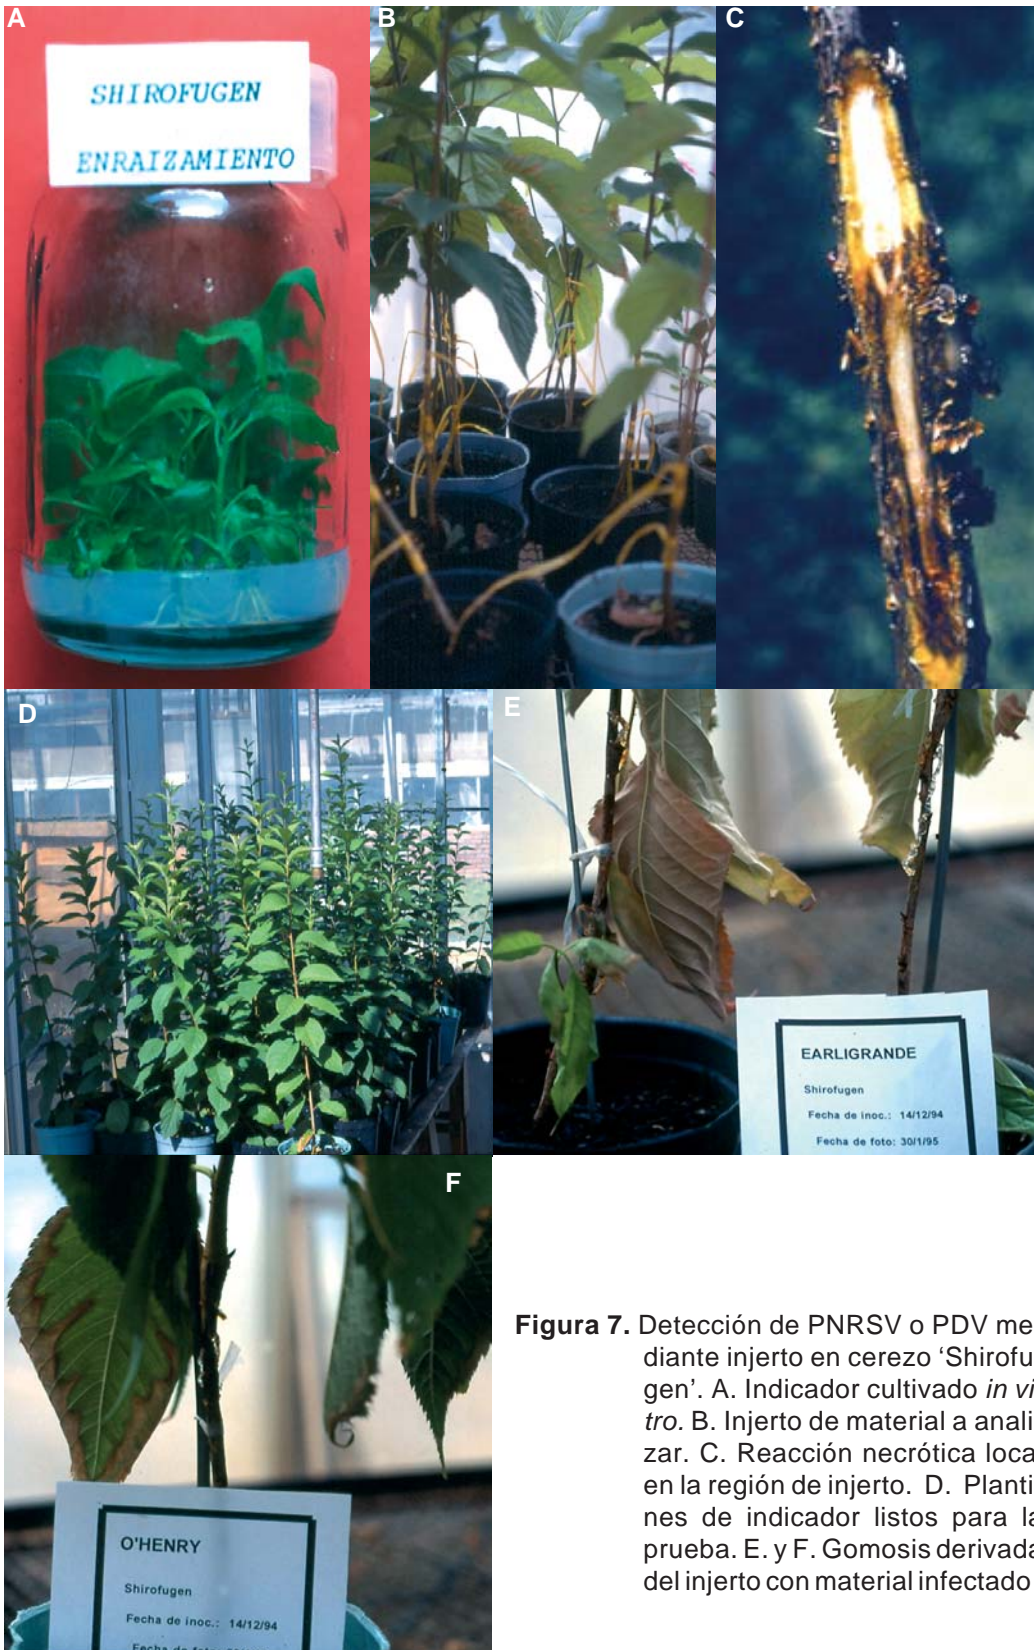 A
SHIROFUGEN
ENRAIZAMIENTO
B
C
D
E
EARLIGRANDE
Shirofugen
Fecha de inoc.: 14/12/94
Fecha de foto: 30/1/95
F
O'HENRY
Shirofugen
Fecha de inoc.: 14/12/94
Fecha de
Figura 7. Detección de PNRSV o PDV me-
diante injerto en cerezo ‘Shirofu-
gen’. A. Indicador cultivado in vi-
tro. B. Injerto de material a anali-
zar. C. Reacción necrótica loca
en la región de injerto. D. Planti-
nes de indicador listos para la
prueba. E. y F. Gomosis derivada
del injerto con material infectado